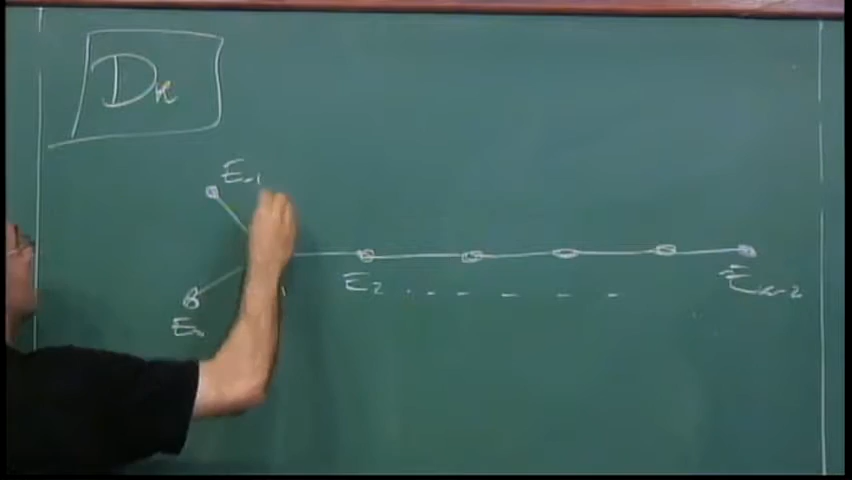 Dn
E-1
E2 . - - - - - En-2
E0